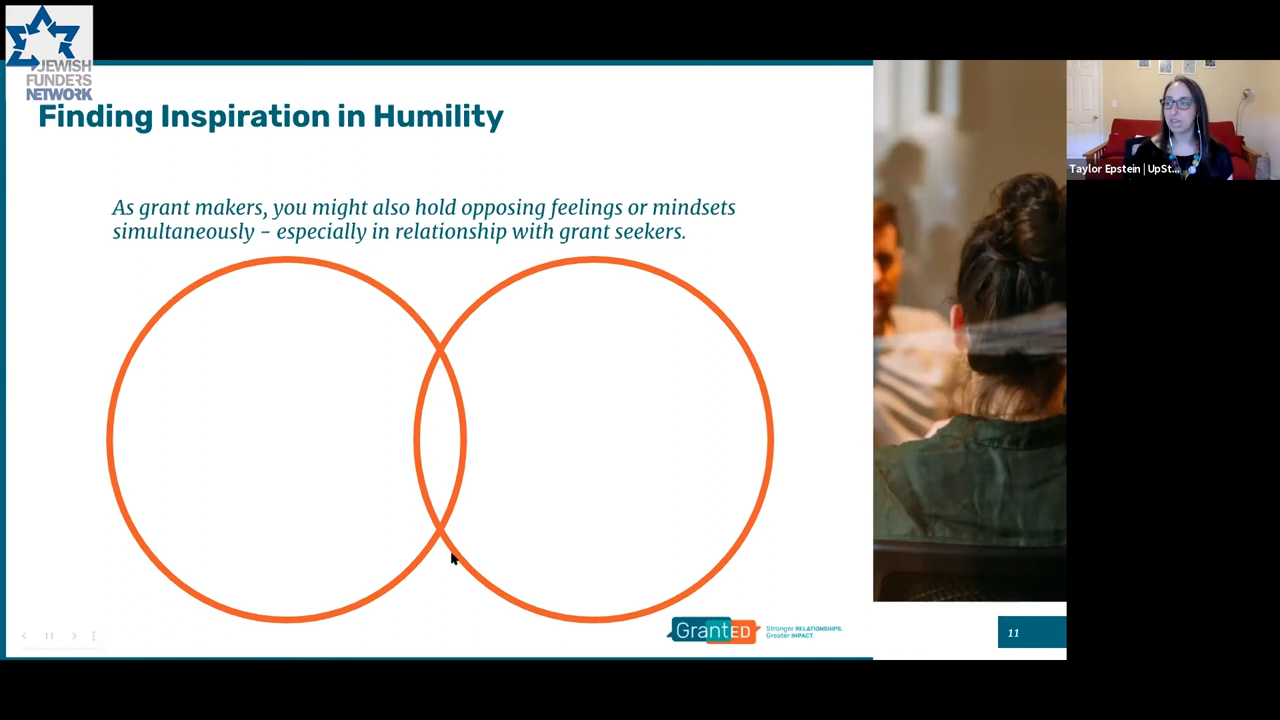 JEWISH
FUNDERS
NETWORK
Finding Inspiration in Humility
As grant makers, you might also hold opposing feelings or mindsets
simultaneously – especially in relationship with grant seekers.
Taylor Epstein | UpSt...
11
GrantED
Stronger RELATIONSHIPS.
Greater IMPACT.
11